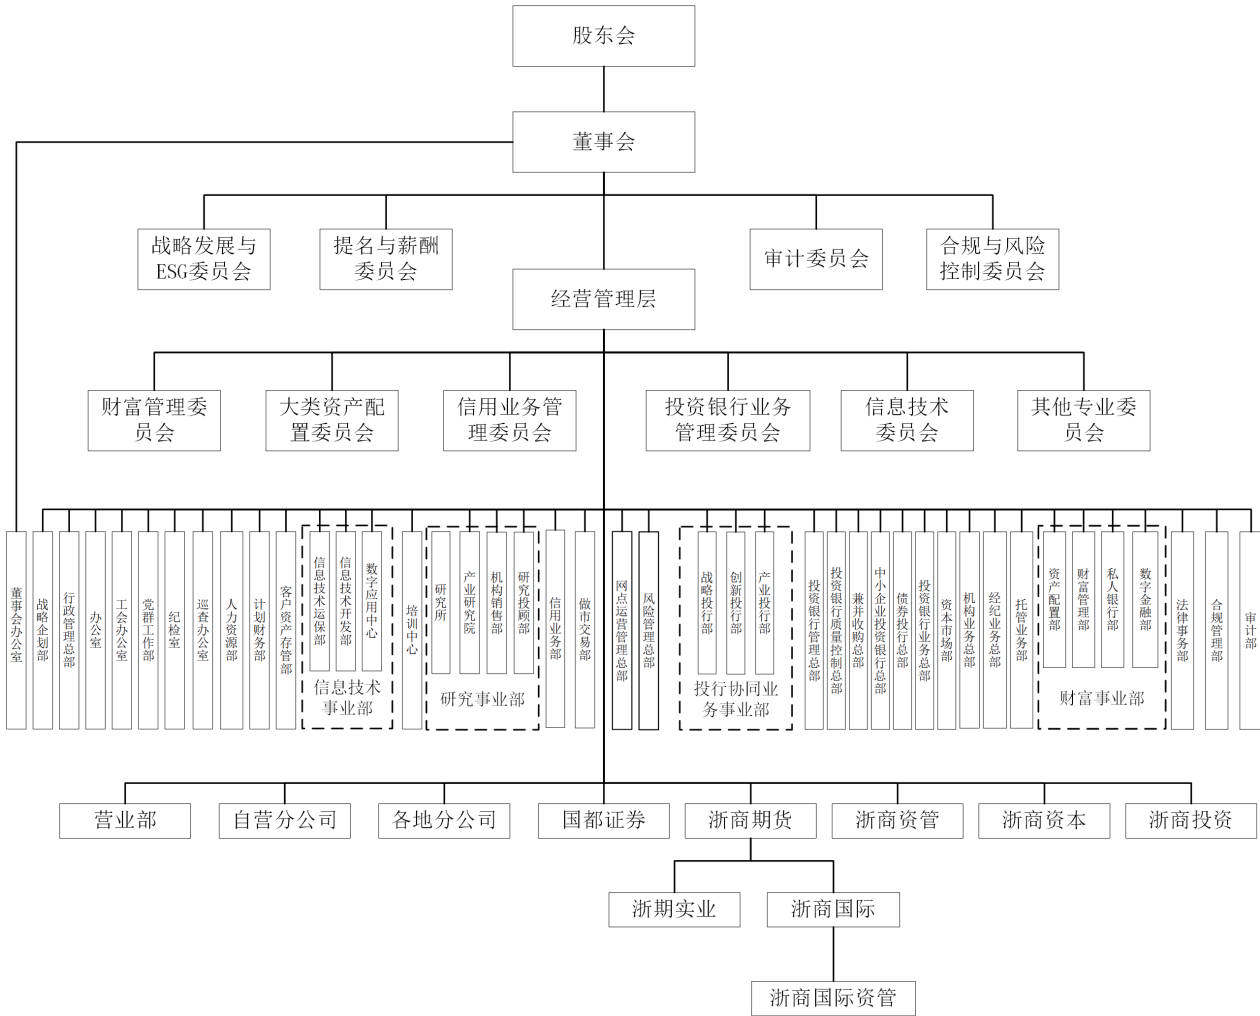 股东会
董事会
战略发展与
ESG委员会
提名与薪酬
委员会
审计委员会
合规与风险
控制委员会
经营管理层
财富管理委
员会
大类资产配
置委员会
信用业务管
理委员会
投资银行业务
管理委员会
信息技术
委员会
其他专业委
员会
董事会办公室
战略企划部
行政管理总部
办公室
工会办公室
党群工作部
纪检室
巡查办公室
人力资源部
计划财务部
客户资产存管部
信息技术运保部
信息技术开发部
数字应用中心
信息技术
事业部
培训中心
研究所
产业研究院
机构销售部
研究投顾部
研究事业部
信用业务部
做市交易部
网点运营管理总部
风险管理总部
战略投行部
创新投行部
产业投行部
投行协同业
务事业部
投资银行管理总部
投资银行质量控制总部
兼并收购总部
中小企业投资银行总部
债券投行总部
投资银行业务总部
资本市场部
机构业务总部
经纪业务总部
托管业务部
资产配置部
财富管理部
私人银行部
数字金融部
财富事业部
法律事务部
合规管理部
审计部
营业部
自营分公司
各地分公司
国都证券
浙商期货
浙商资管
浙商资本
浙商投资
浙期实业
浙商国际
浙商国际资管